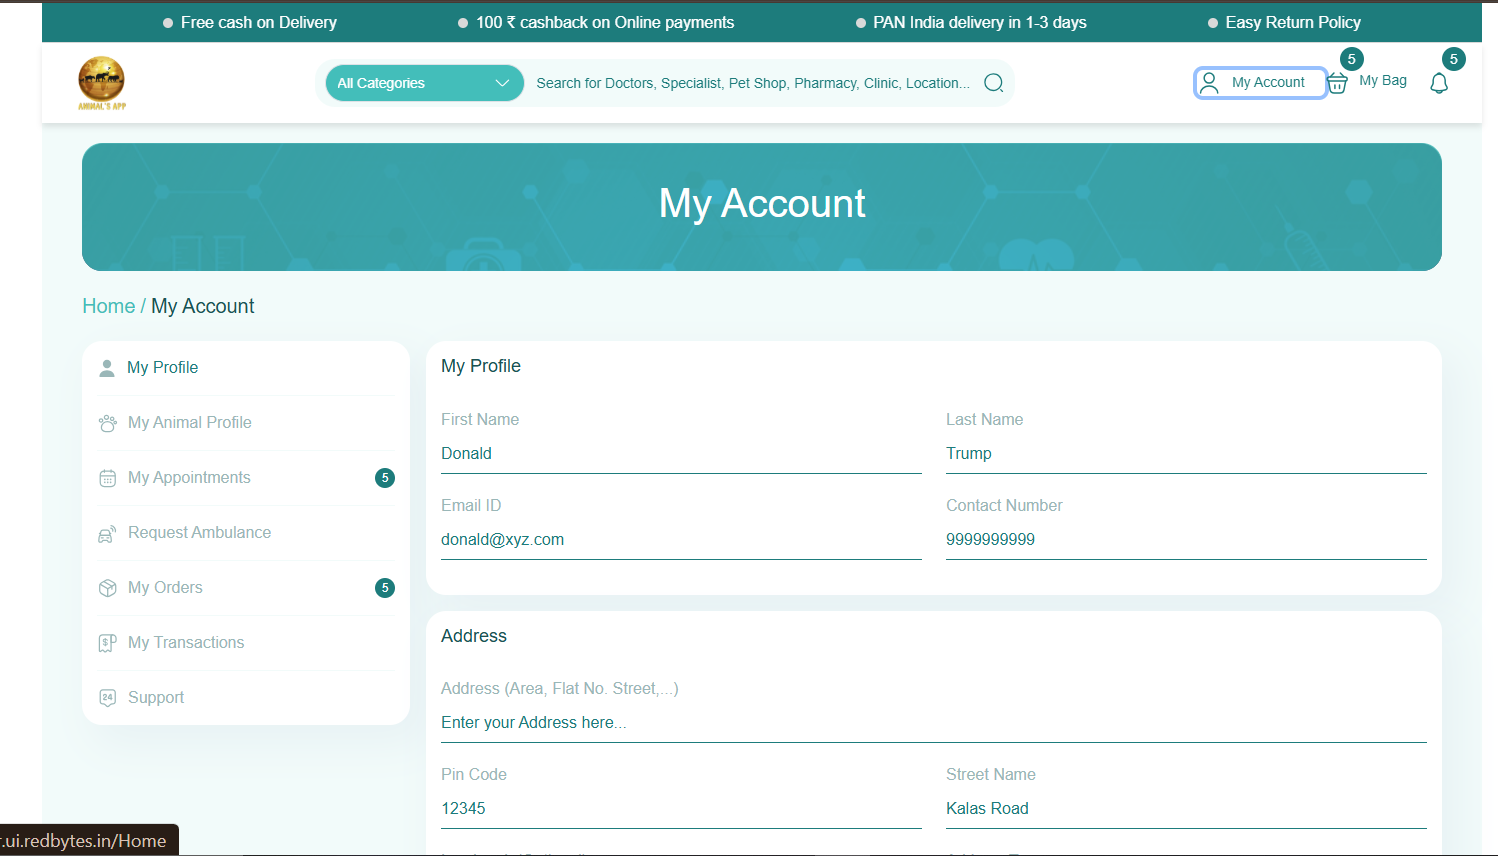 Free cash on Delivery
100 ₹ cashback on Online payments
PAN India delivery in 1-3 days
Easy Return Policy
ANIMAL'S APP
All Categories
Search for Doctors, Specialist, Pet Shop, Pharmacy, Clinic, Location...
My Account
5
My Bag
5
My Account
Home / My Account
My Profile
My Animal Profile
My Appointments
5
Request Ambulance
My Orders
5
$
My Transactions
24
Support
My Profile
First Name
Donald
Last Name
Trump
Email ID
donald@xyz.com
Contact Number
9999999999
Address
Address (Area, Flat No. Street,...)
Enter your Address here...
Pin Code
12345
Street Name
Kalas Road
.ui.redbytes.in/Home